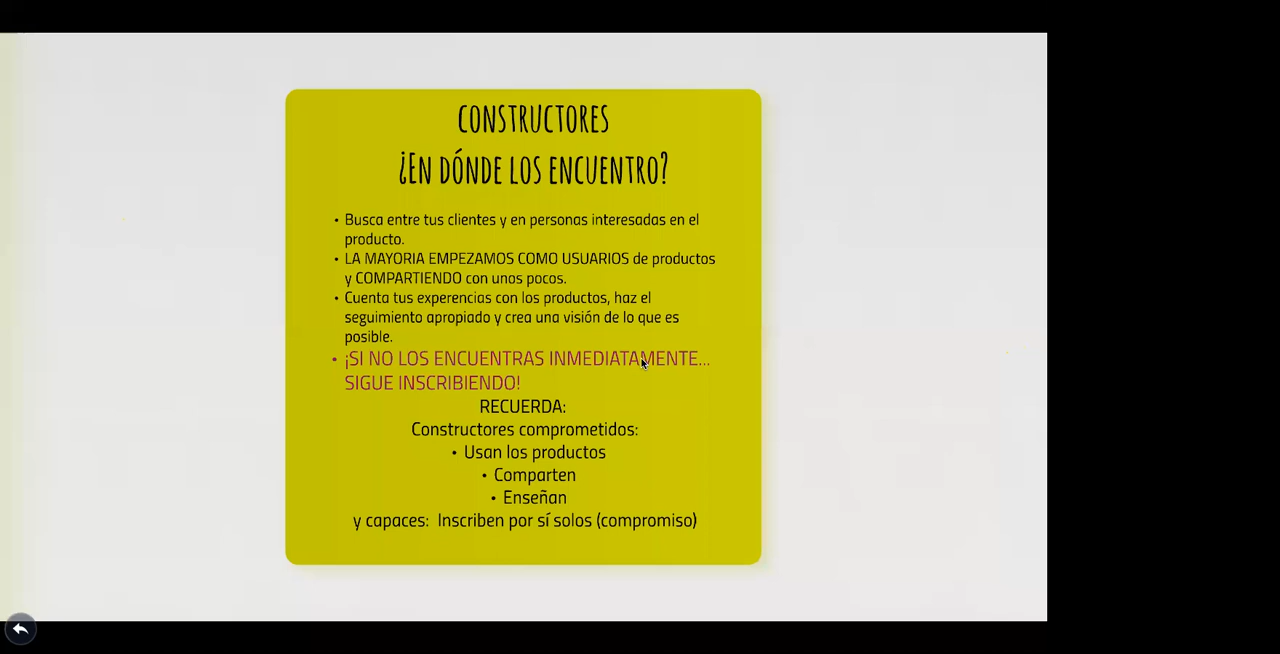 CONSTRUCTORES
¿EN DÓNDE LOS ENCUENTRO?
• Busca entre tus clientes y en personas interesadas en el
producto.
• LA MAYORIA EMPEZAMOS COMO USUARIOS de productos
y COMPARTIENDO con unos pocos.
• Cuenta tus experencias con los productos, haz el
seguimiento apropiado y crea una visión de lo que es
posible.
• ¡SI NO LOS ENCUENTRAS INMEDIATAMENTE...
SIGUE INSCRIBIENDO!
RECUERDA:
Constructores comprometidos:
• Usan los productos
• Comparten
• Enseñan
y capaces: Inscriben por sí solos (compromiso)